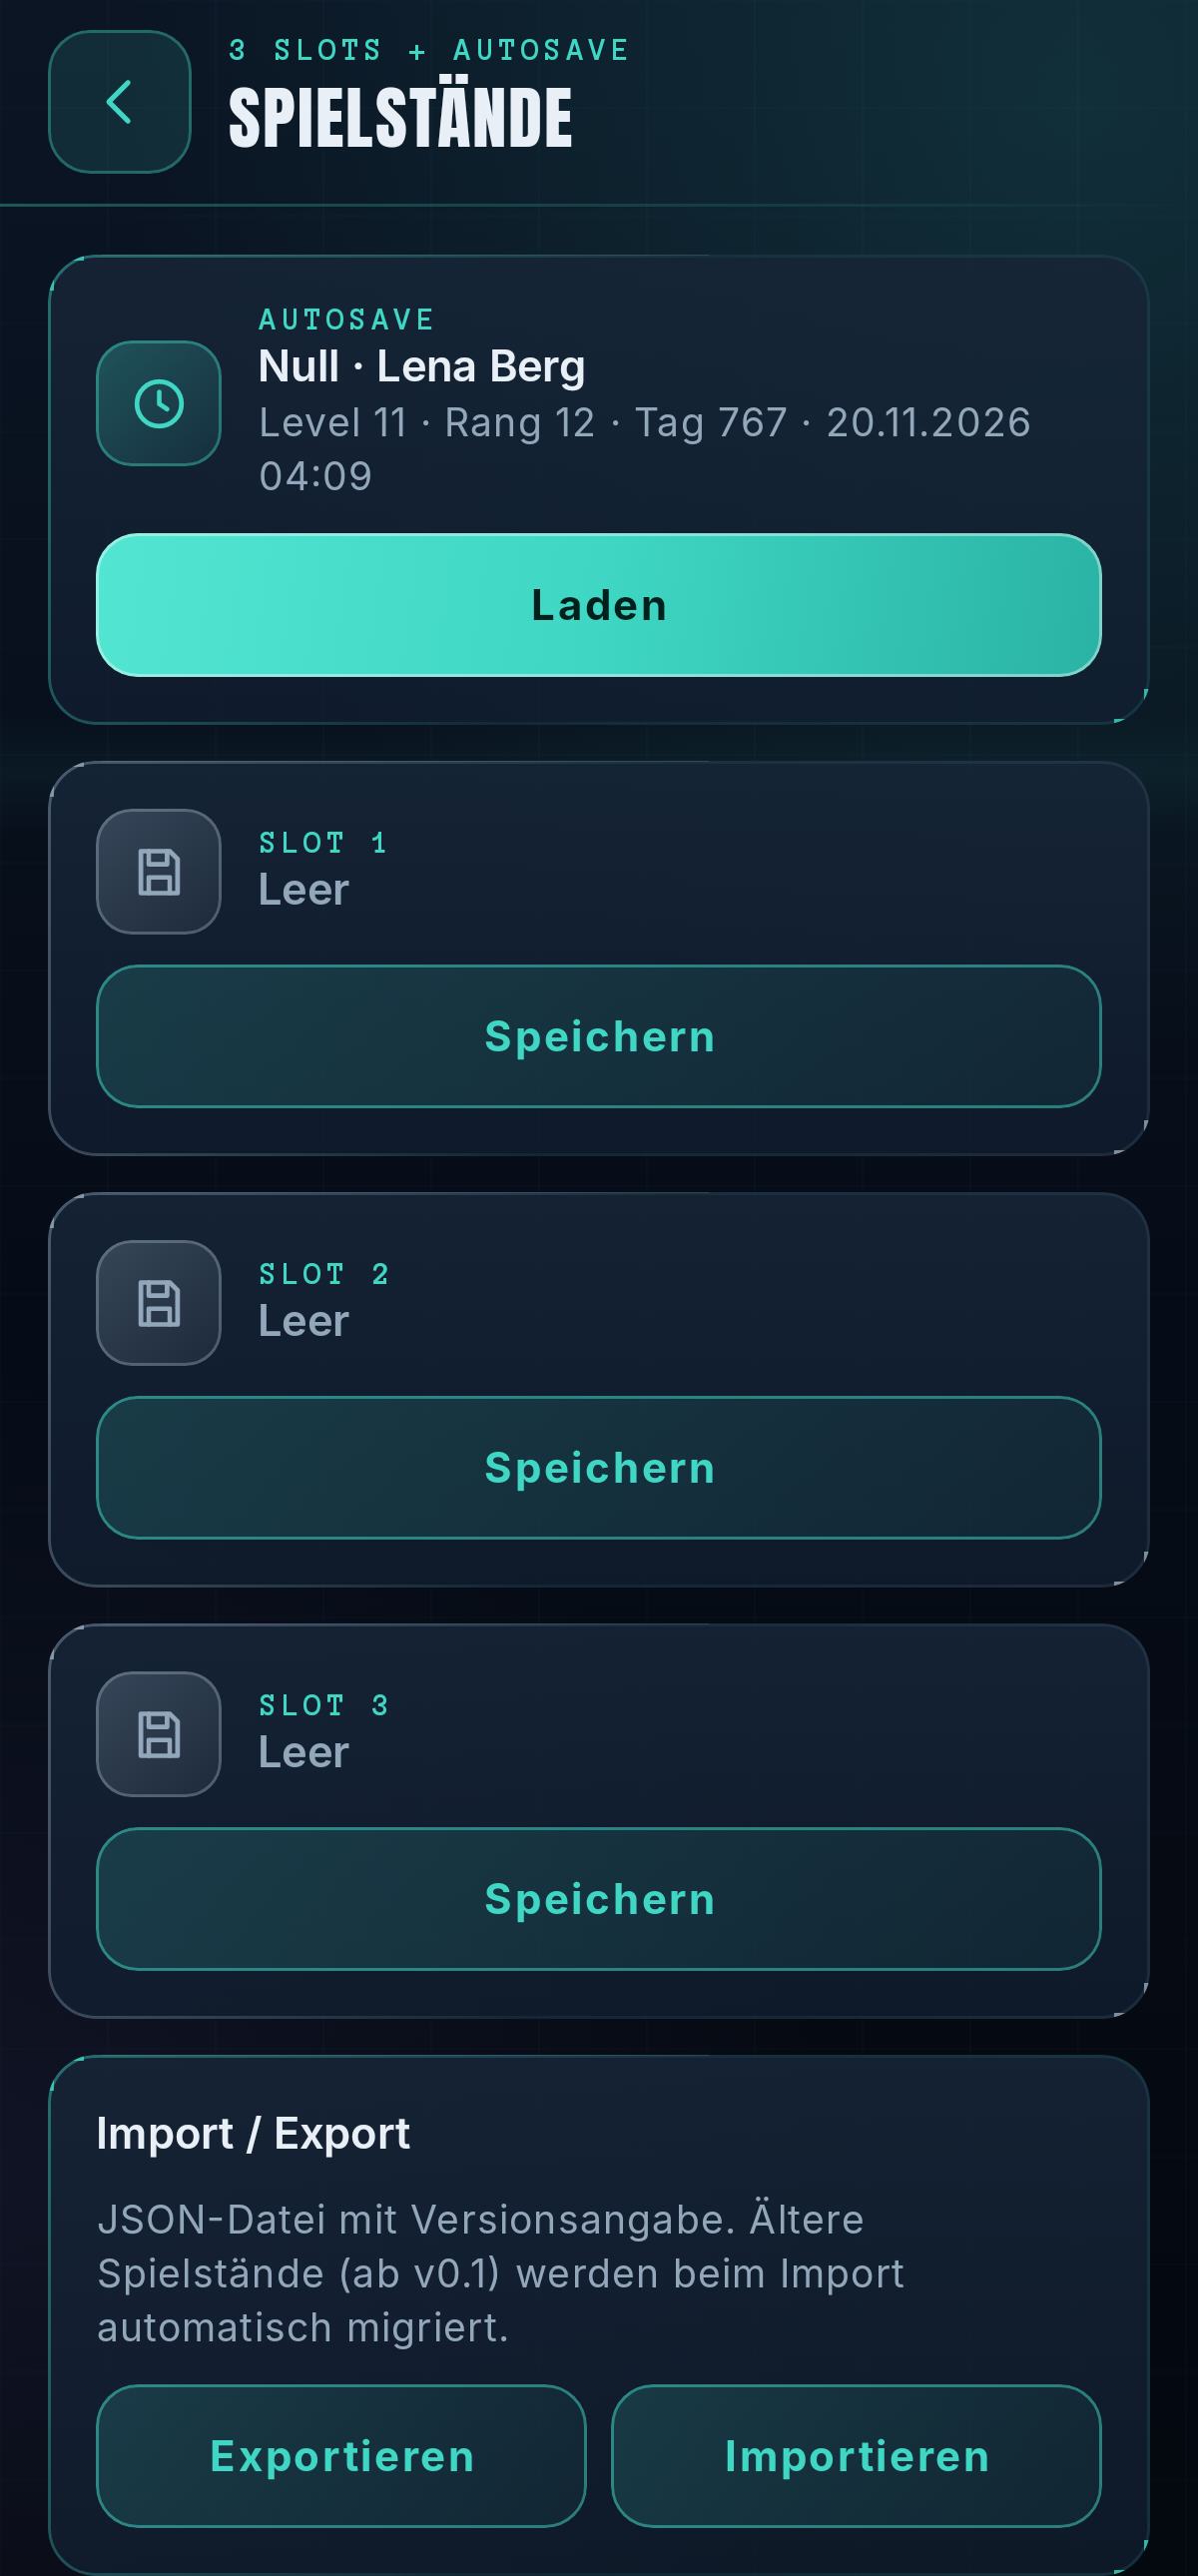 3 SLOTS + AUTOSAVE
SPIELSTÄNDE
AUTOSAVE
Null · Lena Berg
Level 11 · Rang 12 · Tag 767 · 20.11.2026
04:09
Laden
SLOT 1
Leer
Speichern
SLOT 2
Leer
Speichern
SLOT 3
Leer
Speichern
Import / Export
JSON-Datei mit Versionsangabe. Ältere
Spielstände (ab v0.1) werden beim Import
automatisch migriert.
Exportieren
Importieren